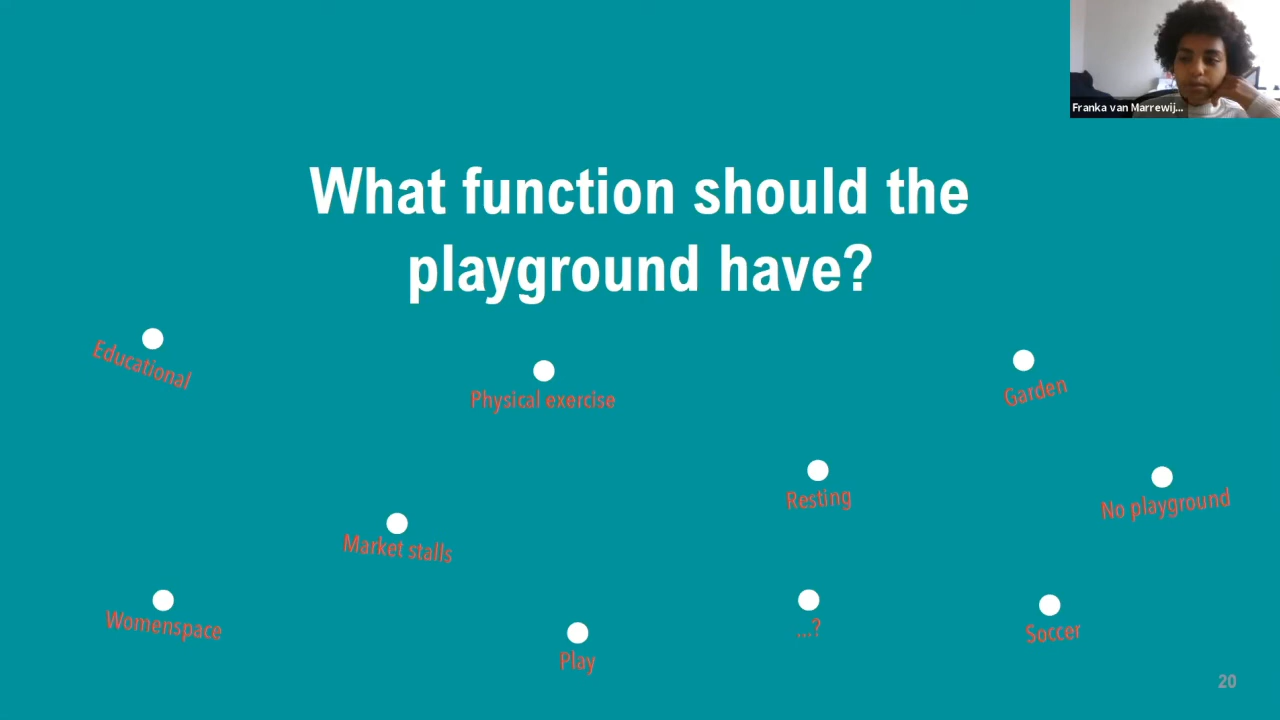 Franka van Marrewij...
What function should the
playground have?
Educational
Physical exercise
Garden
Resting
No playground
Market stalls
Womenspace
Play
...?
Soccer
20